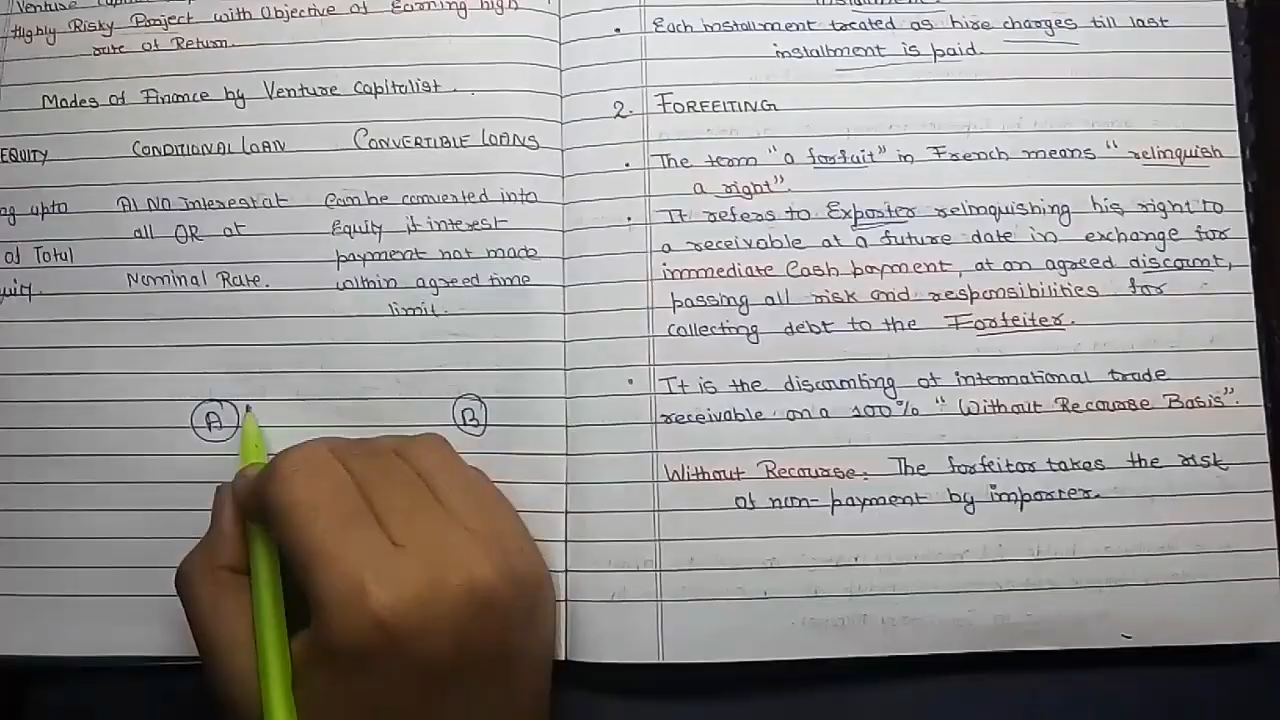 Venture
Highly Risky Project with Objective of Earning high
rate of Return.
Modes of Finance by Venture Capitalist.
EQUITY CONDITIONAL LOAN CONVERTIBLE LOANS
ng upto A) No Interest at Can be converted into
all OR at Equity if interest
of Total payment not made
Nominal Rate. within agreed time
limit.
A B
Each Installment treated as hire charges till last
installment is paid.
2. FORFEITING
The term "a forfuit" in French means "relinquish
a right".
It refers to Exporter relinquishing his right to
a receivable at a future date in exchange for
immediate Cash payment, at an agreed discount,
passing all risk and responsibilities for
collecting debt to the Forfeiter.
It is the discounting of international trade
receivable on a 100% "Without Recourse Basis".
Without Recourse. The forfeitor takes the risk
of non-payment by importer.